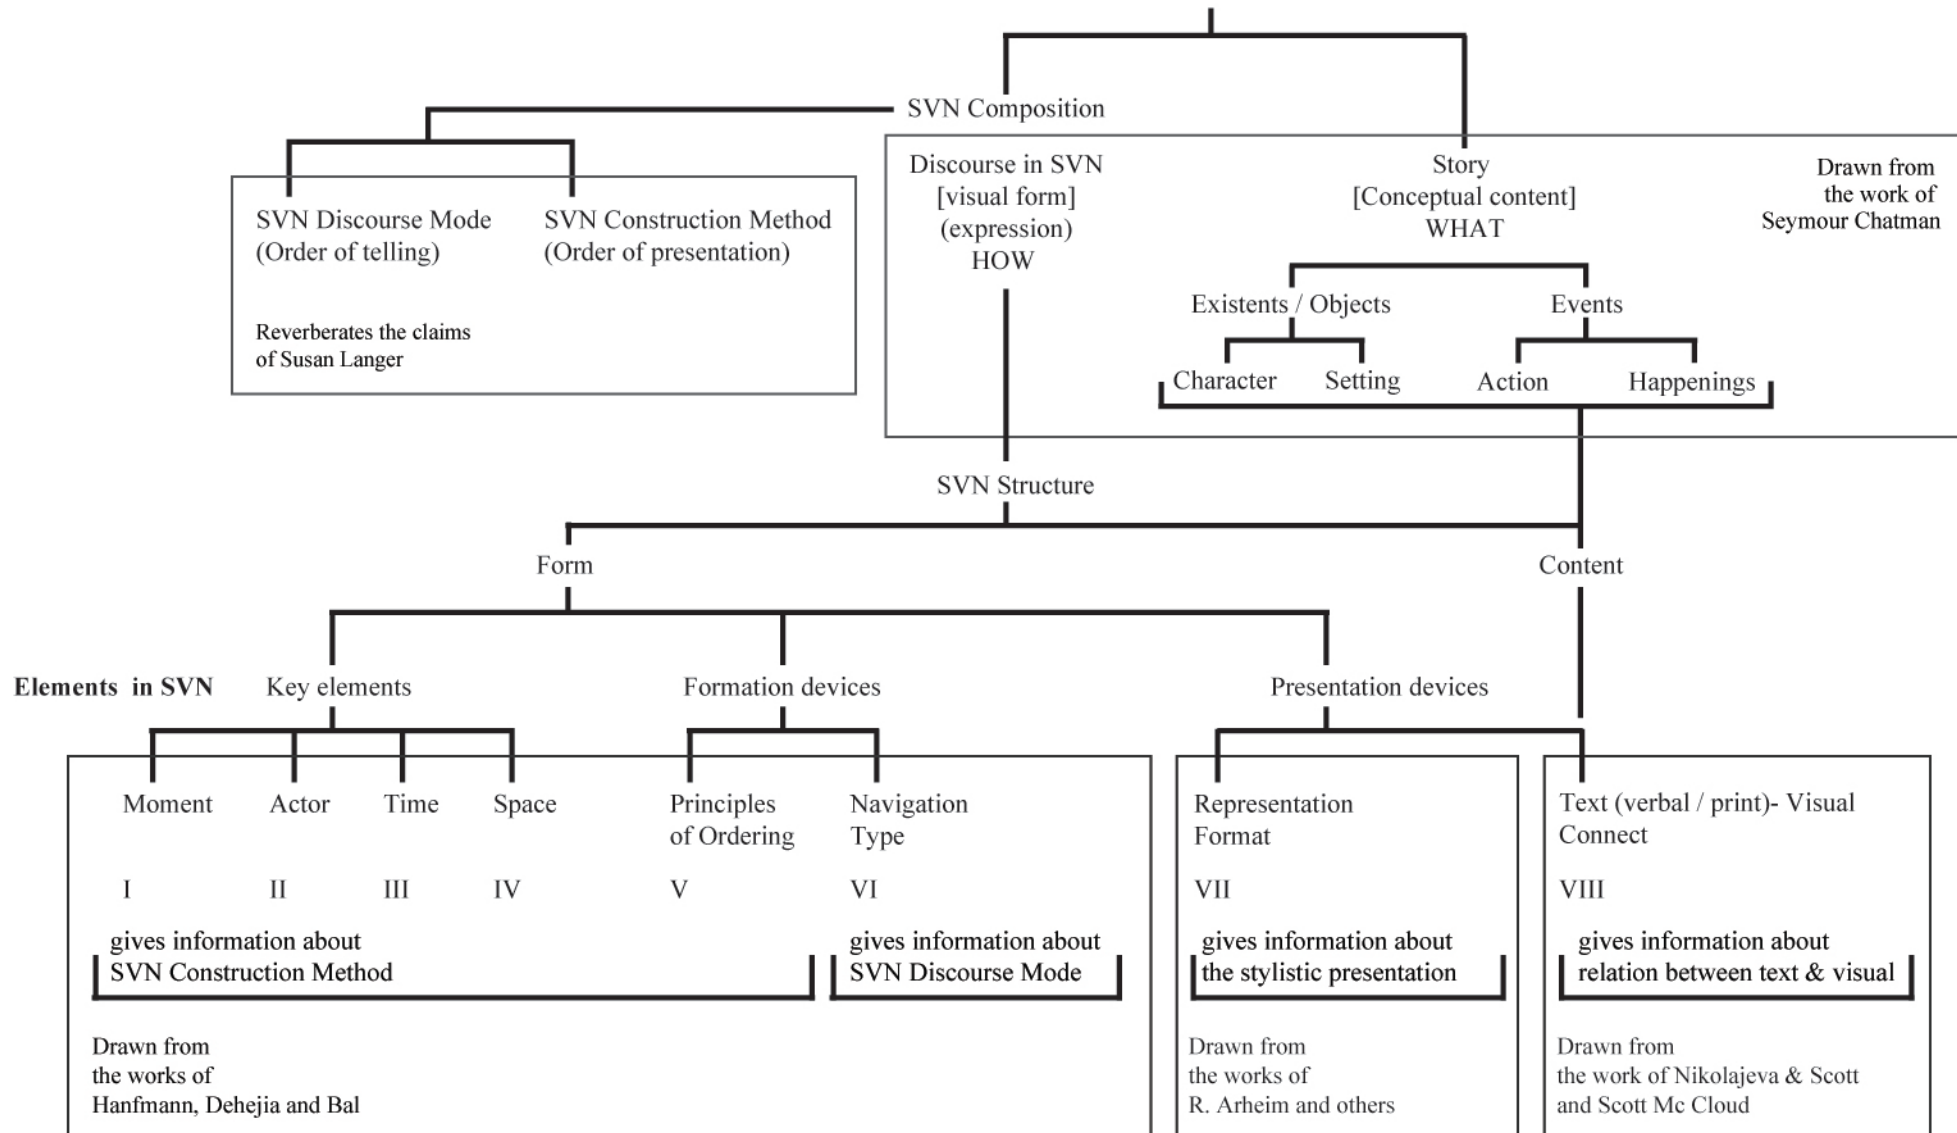 SVN Composition
SVN Discourse Mode
(Order of telling)
SVN Construction Method
(Order of presentation)
Reverberates the claims
of Susan Langer
Discourse in SVN
[visual form]
(expression)
HOW
Story
[Conceptual content]
WHAT
Drawn from
the work of
Seymour Chatman
Existents / Objects
Events
Character
Setting
Action
Happenings
SVN Structure
Form
Content
Elements in SVN
Key elements
Formation devices
Presentation devices
Moment
Actor
Time
Space
Principles
of Ordering
Navigation
Type
Representation
Format
Text (verbal / print)- Visual
Connect
I
II
III
IV
V
VI
VII
VIII
gives information about
SVN Construction Method
gives information about
SVN Discourse Mode
gives information about
the stylistic presentation
gives information about
relation between text & visual
Drawn from
the works of
Hanfmann, Dehejia and Bal
Drawn from
the works of
R. Arheim and others
Drawn from
the work of Nikolajeva & Scott
and Scott Mc Cloud